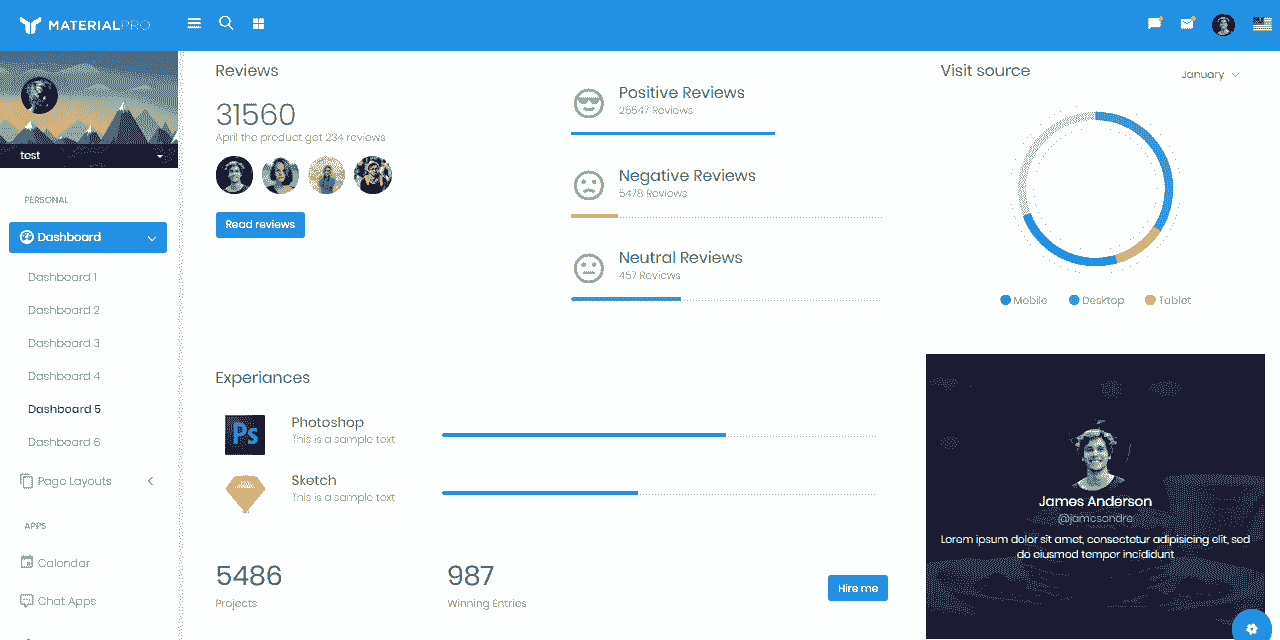 MATERIALPRO
test
PERSONAL
Dashboard
Dashboard 1
Dashboard 2
Dashboard 3
Dashboard 4
Dashboard 5
Dashboard 6
Page Layouts
APPS
Calendar
Chat Apps
Reviews
31560
April the product get 234 reviews
Read reviews
Positive Reviews
25547 Reviews
Negative Reviews
5478 Reviews
Neutral Reviews
457 Reviews
Visit source
January
Mobile
Desktop
Tablet
Experiances
Ps
Photoshop
This is a sample text
Sketch
This is a sample text
5486
Projects
987
Winning Entries
Hire me
James Anderson
@jamesandre
Lorem ipsum dolor sit amet, consectetur adipisicing elit, sed
do eiusmod tempor incididunt